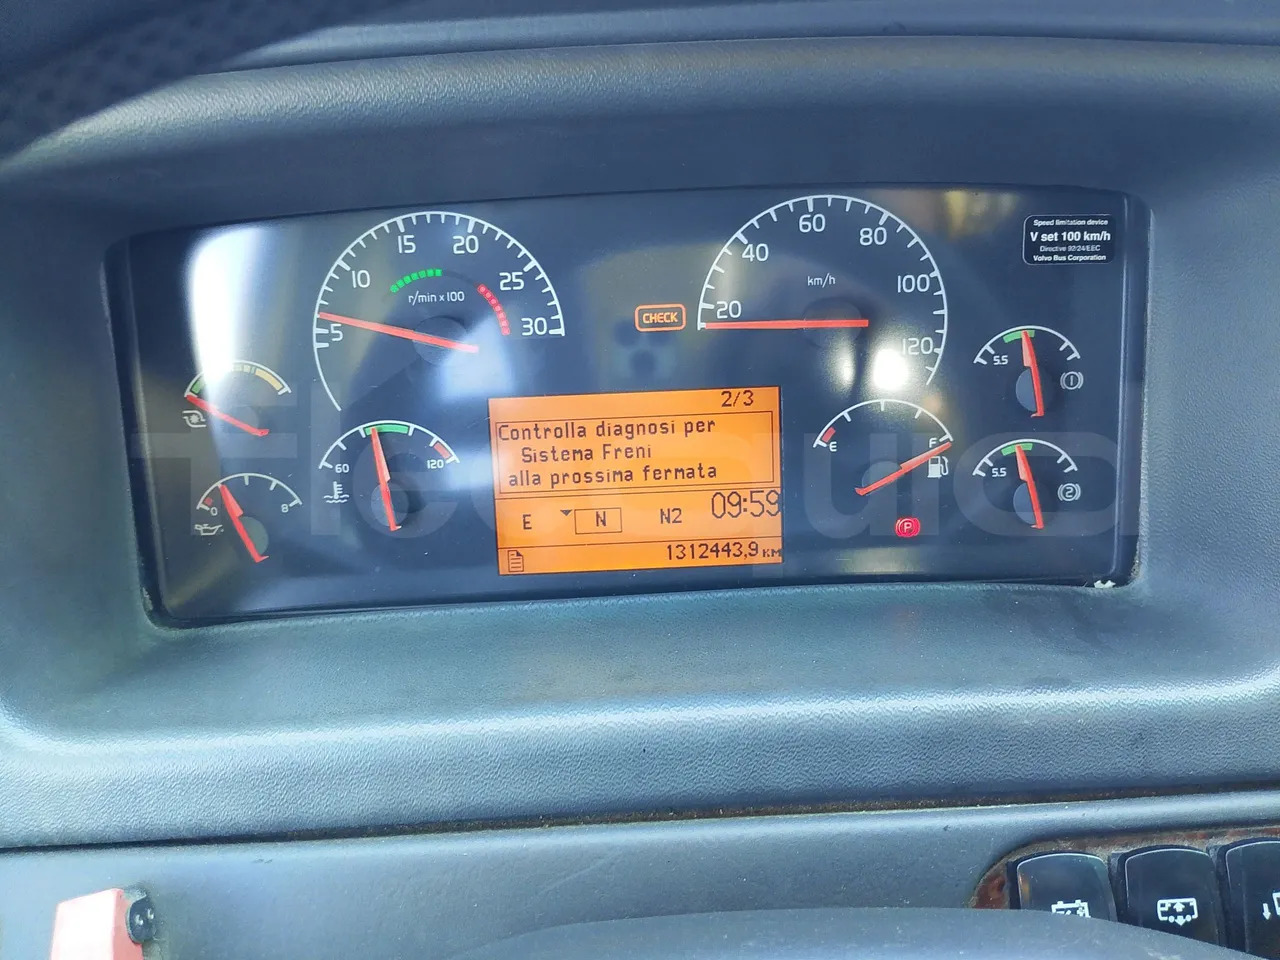 5
10
15
20
25
30
r/min x 100
CHECK
20
40
60
80
100
120
km/h
Speed limitation device
V set 100 km/h
Directive 92/24/EEC
Volvo Bus Corporation
60
120
0
8
E
F
P
5.5
1
5.5
2
2/3
Controlla diagnosi per
Sistema Freni
alla prossima fermata
E N N2 09:59
1312443,9 KM